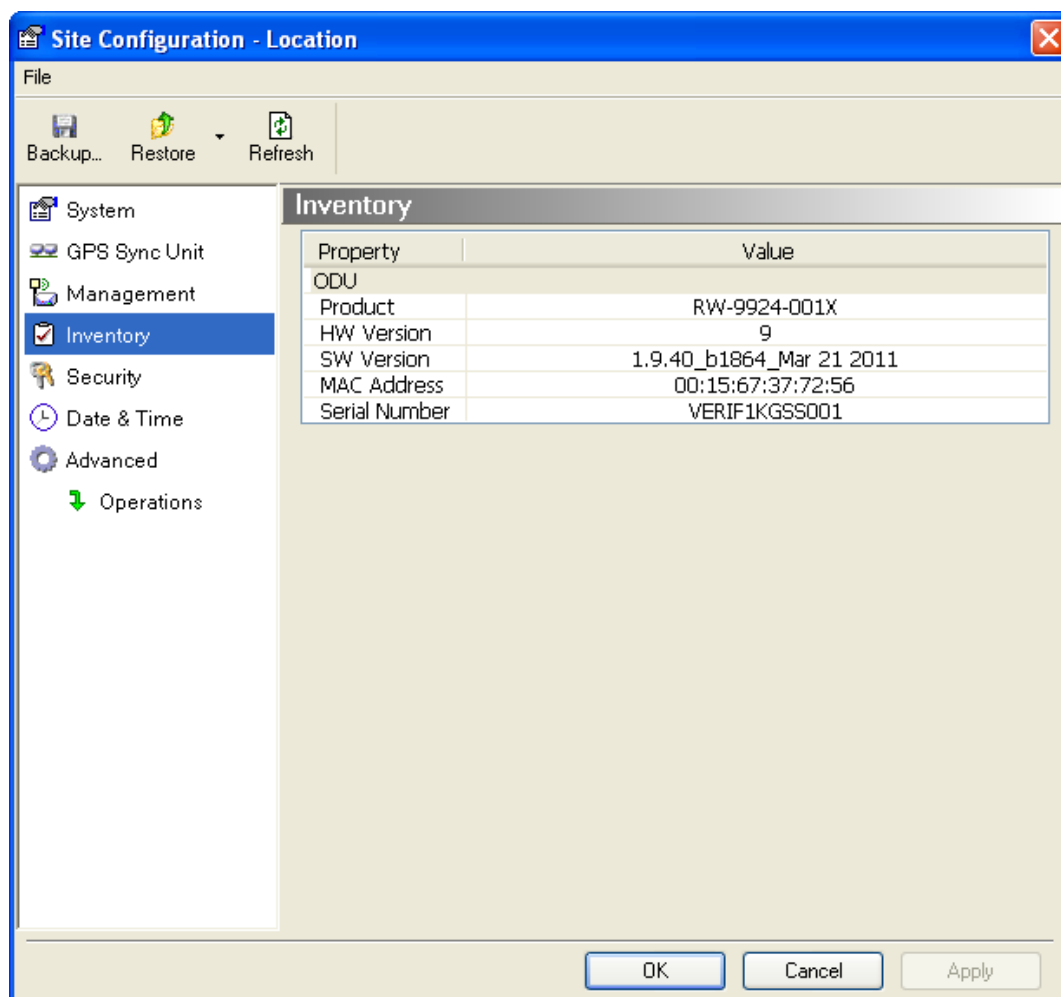 Site Configuration - Location
File
Backup... Restore Refresh
System
GPS Sync Unit
Management
Inventory
Security
Date & Time
Advanced
Operations
Inventory
Property Value
ODU
Product RW-9924-001X
HW Version 9
SW Version 1.9.40_b1864_Mar 21 2011
MAC Address 00:15:67:37:72:56
Serial Number VERIF1KGSS001
OK Cancel Apply